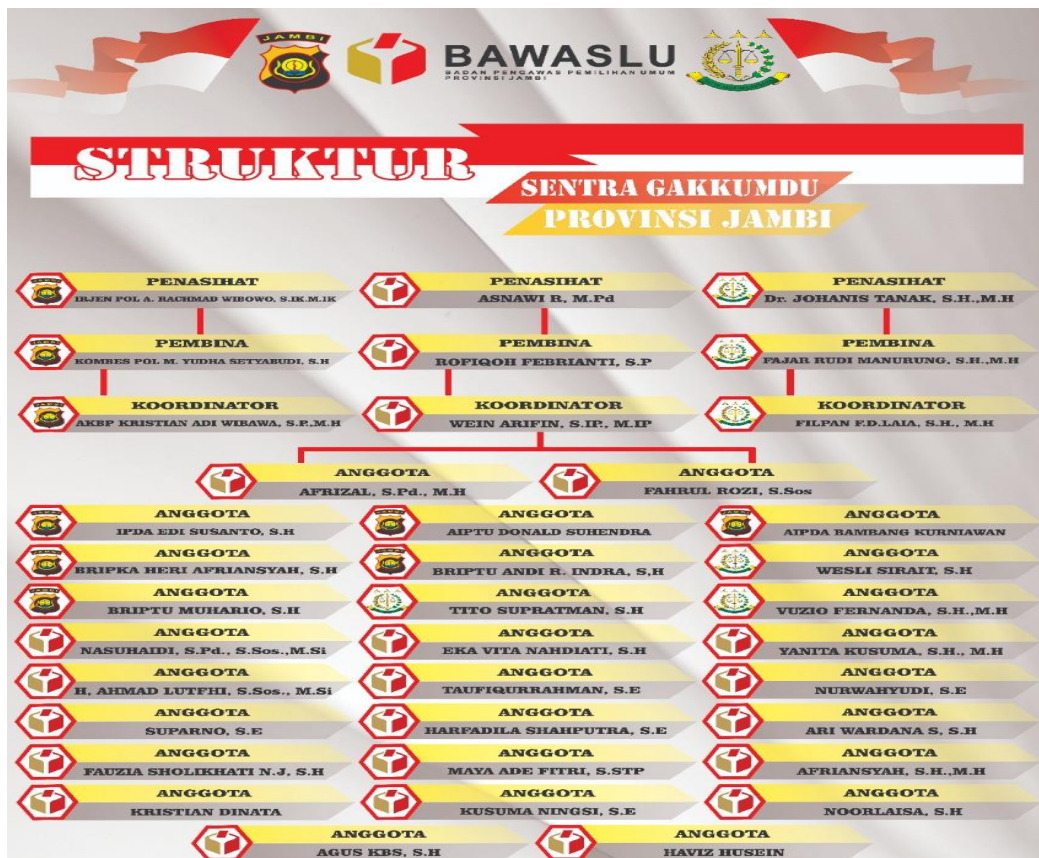 JAMBI
BAWASLU
BADAN PENGAWAS PEMILIHAN UMUM
PROVINSI JAMBI
STRUKTUR
SENTRA GAKKUMDU
PROVINSI JAMBI
PENASIHAT
IRJEN POL A. RACHMAD WIBOWO, S.IK.M.IK
PENASIHAT
ASNAWI R, M.Pd
PENASIHAT
Dr. JOHANIS TANAK, S.H.,M.H
PEMBINA
KOMBES POL M. YUDHA SETYABUDI, S.H
PEMBINA
ROFIQOH FEBRIANTI, S.P
PEMBINA
FAJAR RUDI MANURUNG, S.H.,M.H
KOORDINATOR
AKBP KRISTIAN ADI WIBAWA, S.P.,M.H
KOORDINATOR
WEIN ARIFIN, S.IP., M.IP
KOORDINATOR
FILPAN F.D.LAIA, S.H., M.H
ANGGOTA
AFRIZAL, S.Pd., M.H
ANGGOTA
FAHRUL ROZI, S.Sos
ANGGOTA
IPDA EDI SUSANTO, S.H
ANGGOTA
AIPTU DONALD SUHENDRA
ANGGOTA
AIPDA BAMBANG KURNIAWAN
ANGGOTA
BRIPKA HERI AFRIANSYAH, S.H
ANGGOTA
BRIPTU ANDI R. INDRA, S,H
ANGGOTA
WESLI SIRAIT, S.H
ANGGOTA
BRIPTU MUHARIO, S.H
ANGGOTA
TITO SUPRATMAN, S.H
ANGGOTA
VUZIO FERNANDA, S.H.,M.H
ANGGOTA
NASUHAIDI, S.Pd., S.Sos.,M.Si
ANGGOTA
EKA VITA NAHDIATI, S.H
ANGGOTA
YANITA KUSUMA, S.H., M.H
ANGGOTA
H, AHMAD LUTFHI, S.Sos., M.Si
ANGGOTA
TAUFIQURRAHMAN, S.E
ANGGOTA
NURWAHYUDI, S.E
ANGGOTA
SUPARNO, S.E
ANGGOTA
HARFADILA SHAHPUTRA, S.E
ANGGOTA
ARI WARDANA S, S.H
ANGGOTA
FAUZIA SHOLIKHATI N.J, S.H
ANGGOTA
MAYA ADE FITRI, S.STP
ANGGOTA
AFRIANSYAH, S.H.,M.H
ANGGOTA
KRISTIAN DINATA
ANGGOTA
KUSUMA NINGSI, S.E
ANGGOTA
NOORLAISA, S.H
ANGGOTA
AGUS KBS, S.H
ANGGOTA
HAVIZ HUSEIN